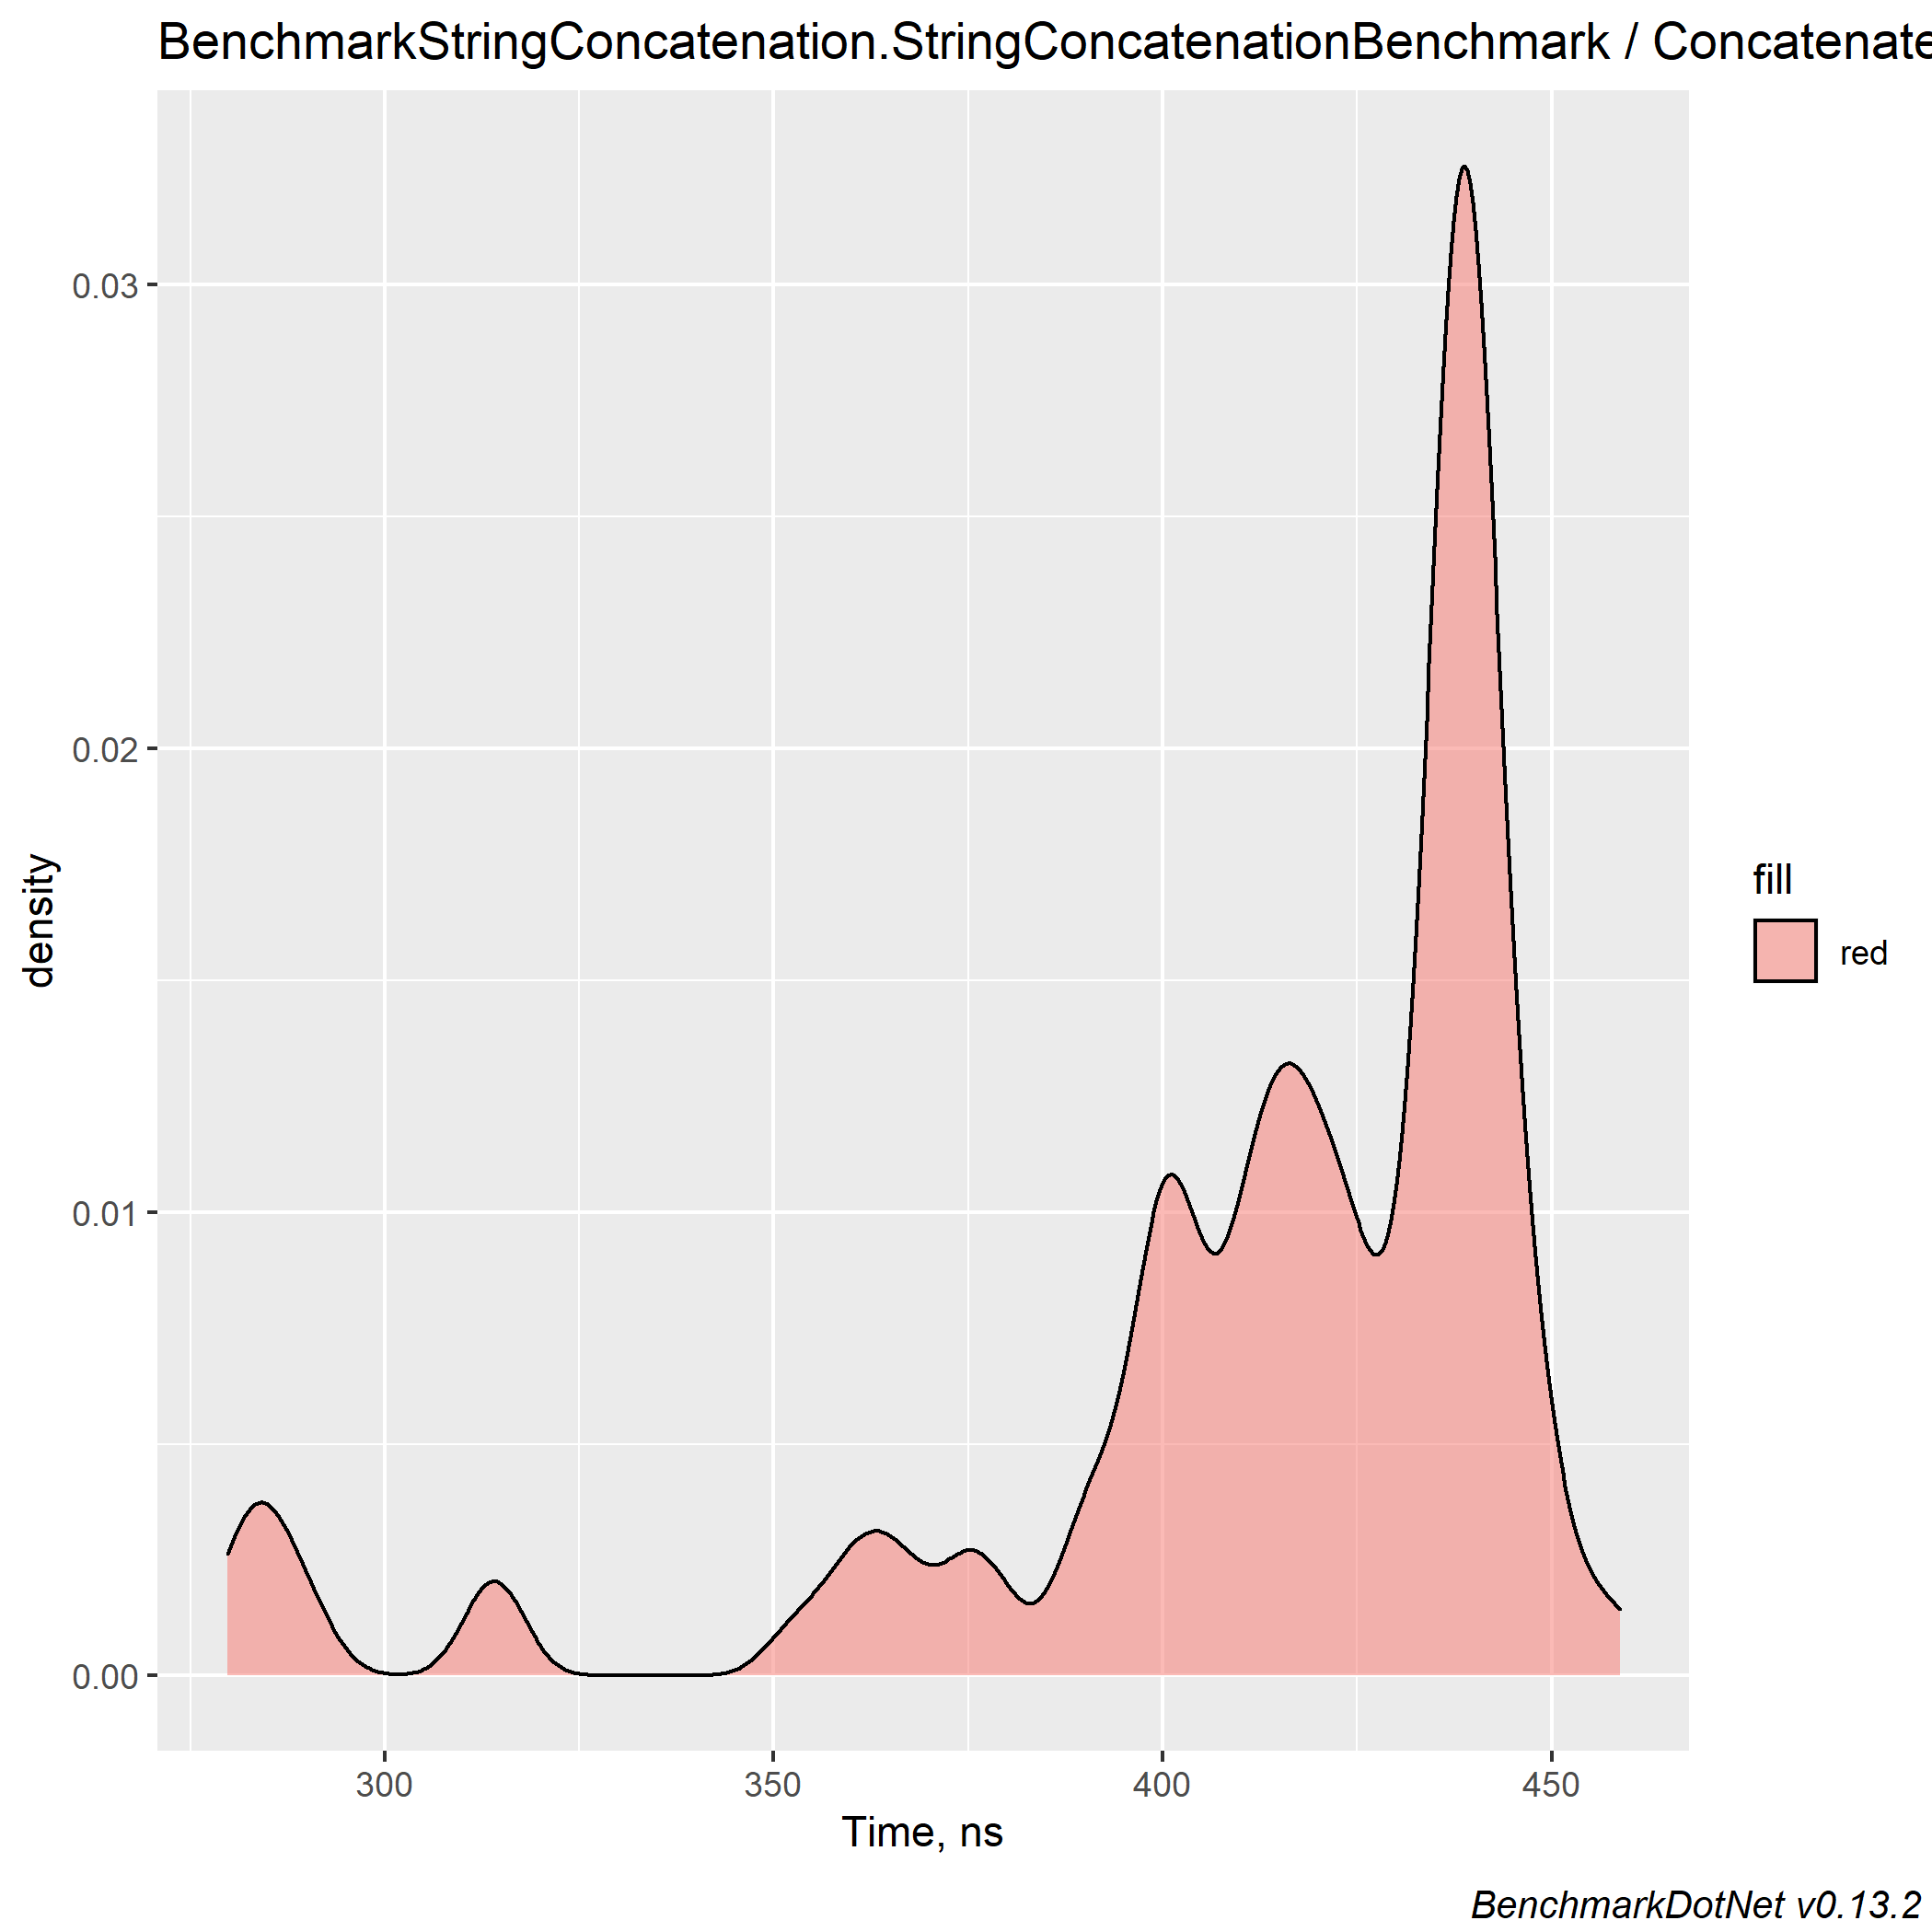 BenchmarkStringConcatenation.StringConcatenationBenchmark / Concatenate
0.03
0.02
0.01
0.00
density
300 350 400 450
Time, ns
fill
red
BenchmarkDotNet v0.13.2